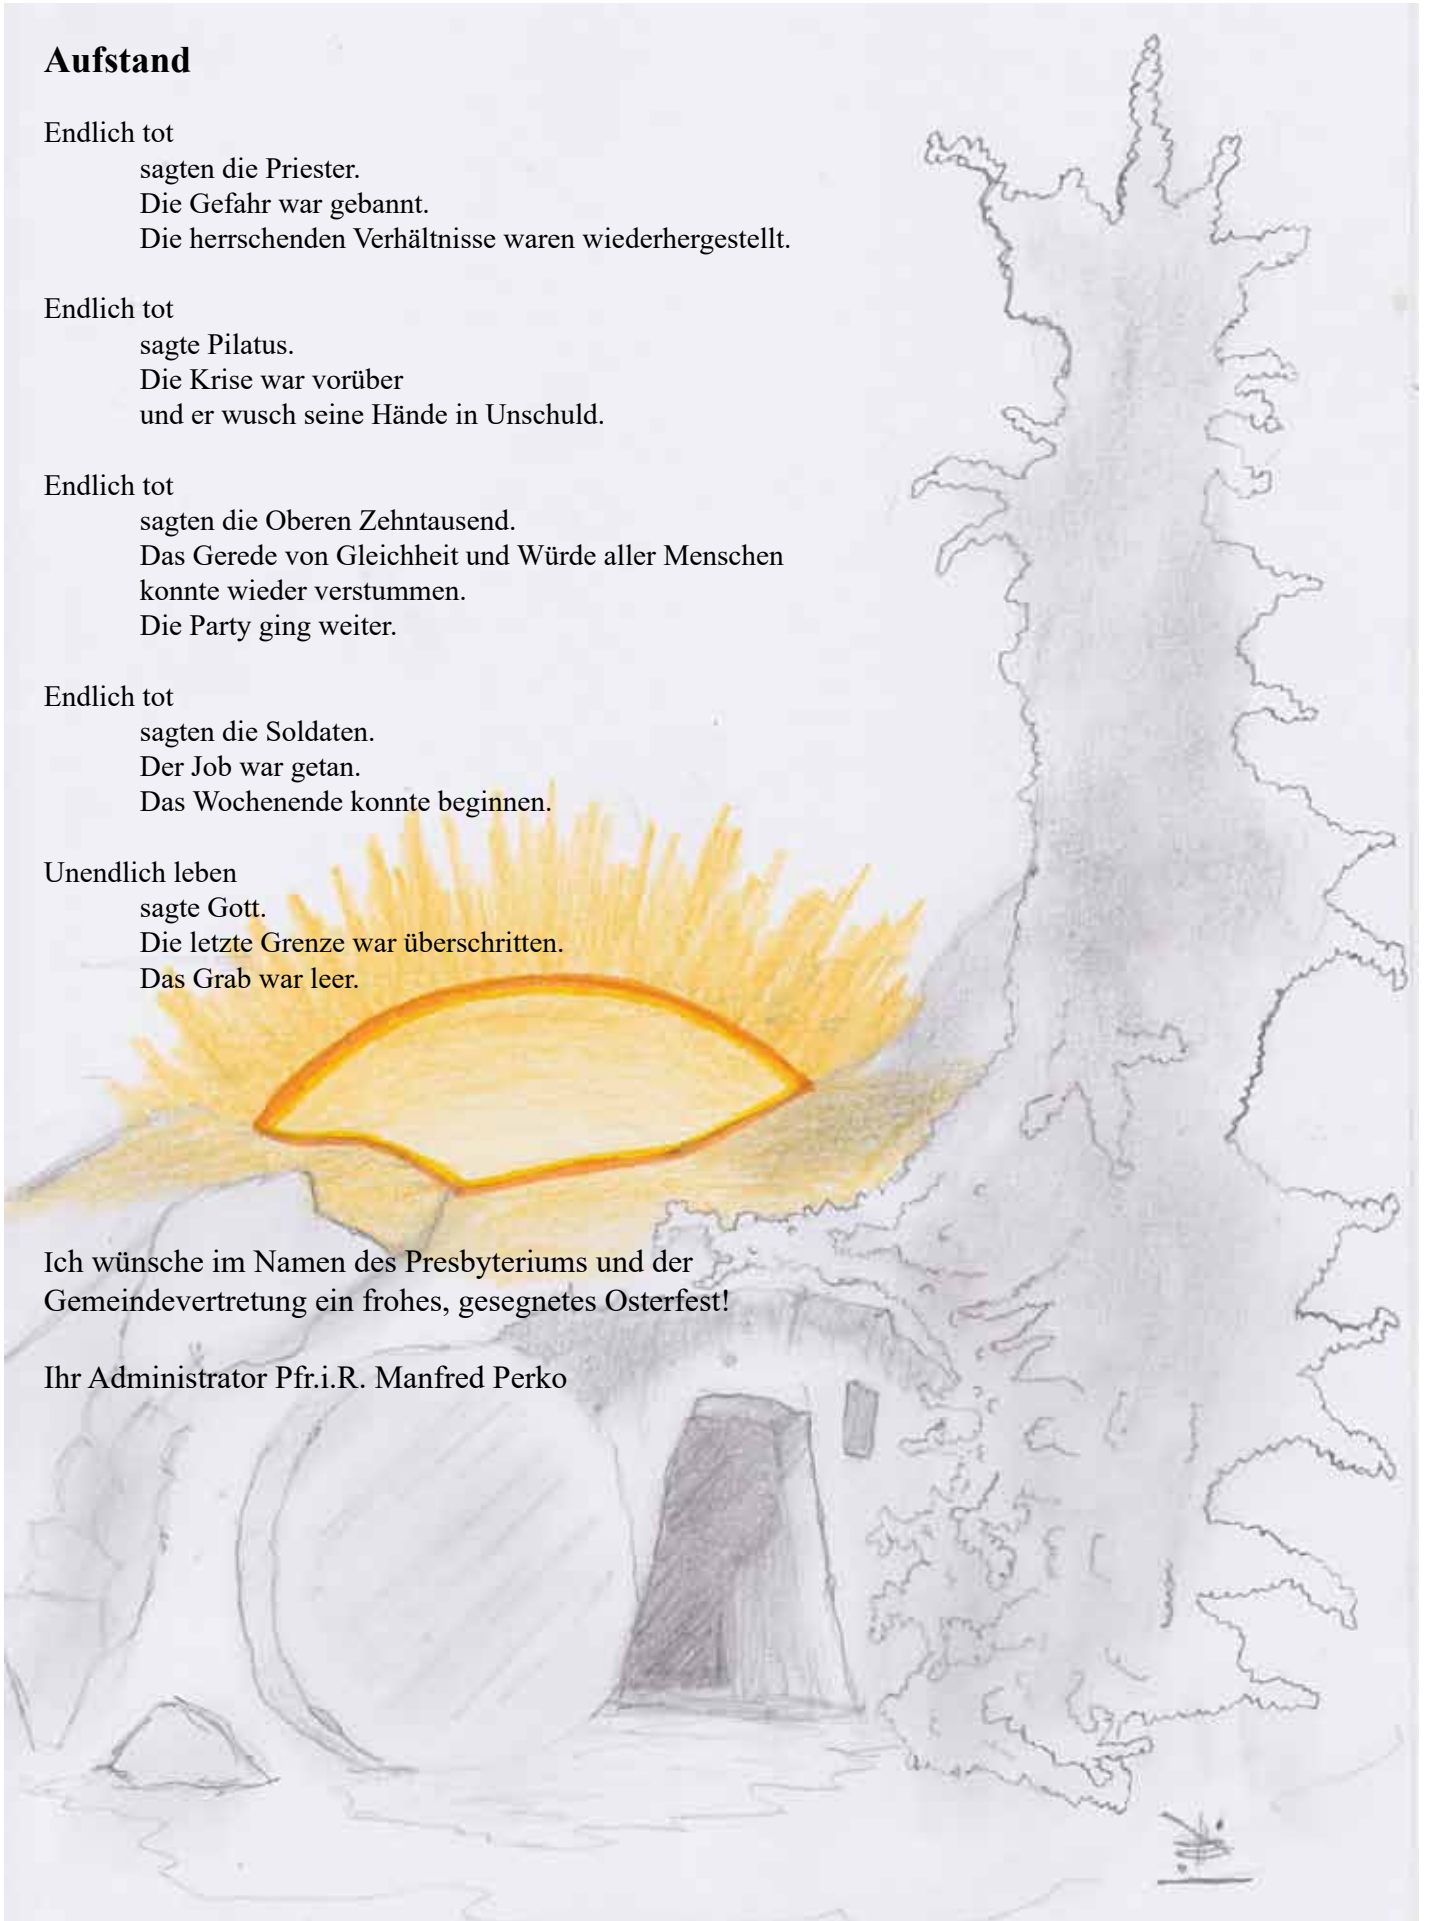 Aufstand
Endlich tot
sagten die Priester.
Die Gefahr war gebannt.
Die herrschenden Verhältnisse waren wiederhergestellt.
Endlich tot
sagte Pilatus.
Die Krise war vorüber
und er wusch seine Hände in Unschuld.
Endlich tot
sagten die Oberen Zehntausend.
Das Gerede von Gleichheit und Würde aller Menschen
konnte wieder verstummen.
Die Party ging weiter.
Endlich tot
sagten die Soldaten.
Der Job war getan.
Das Wochenende konnte beginnen.
Unendlich leben
sagte Gott.
Die letzte Grenze war überschritten.
Das Grab war leer.
Ich wünsche im Namen des Presbyteriums und der
Gemeindevertretung ein frohes, gesegnetes Osterfest!
Ihr Administrator Pfr.i.R. Manfred Perko